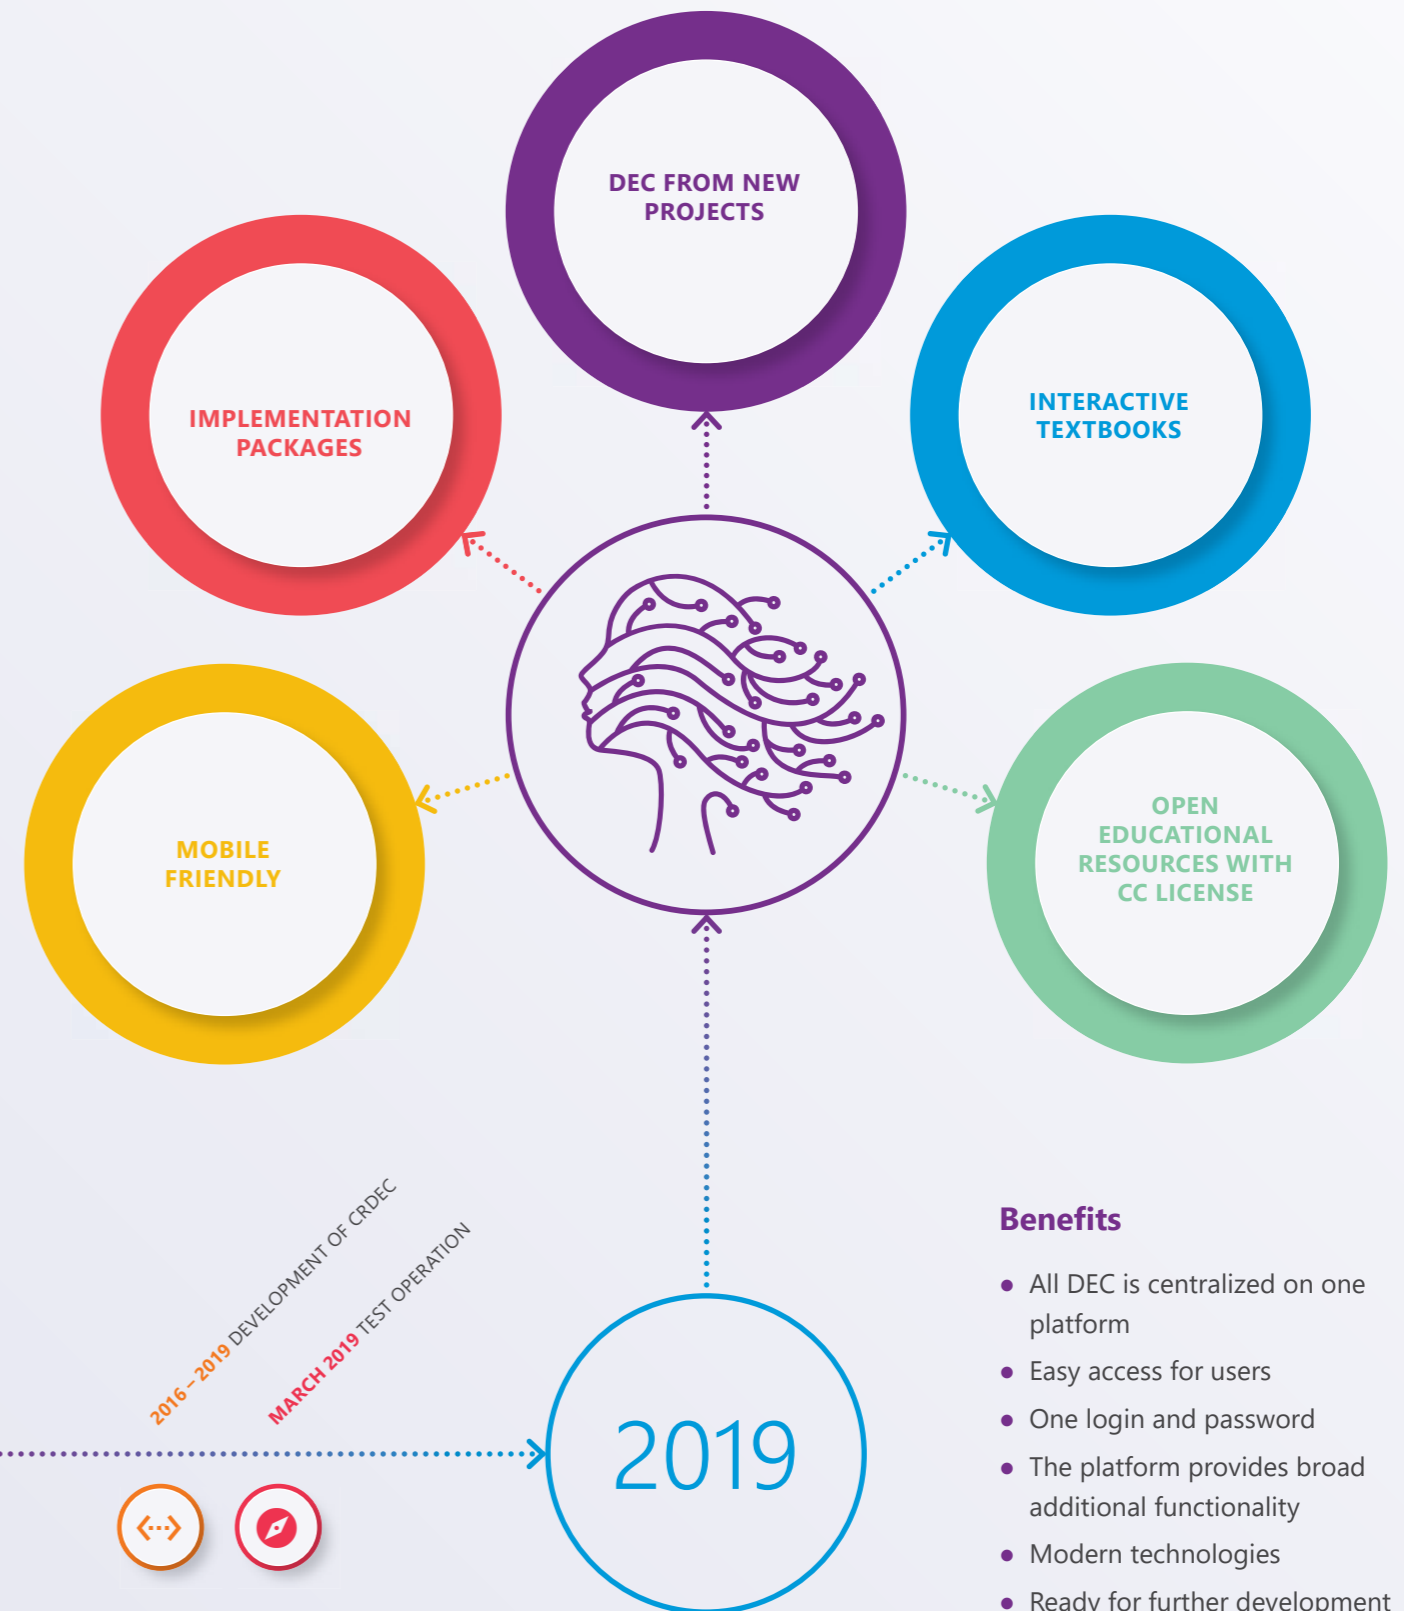 DEC FROM NEW
PROJECTS
IMPLEMENTATION
PACKAGES
INTERACTIVE
TEXTBOOKS
MOBILE
FRIENDLY
OPEN
EDUCATIONAL
RESOURCES WITH
CC LICENSE
2016 – 2019 DEVELOPMENT OF CRDEC
MARCH 2019 TEST OPERATION
2019
Benefits
• All DEC is centralized on one
platform
• Easy access for users
• One login and password
• The platform provides broad
additional functionality
• Modern technologies
• Ready for further development